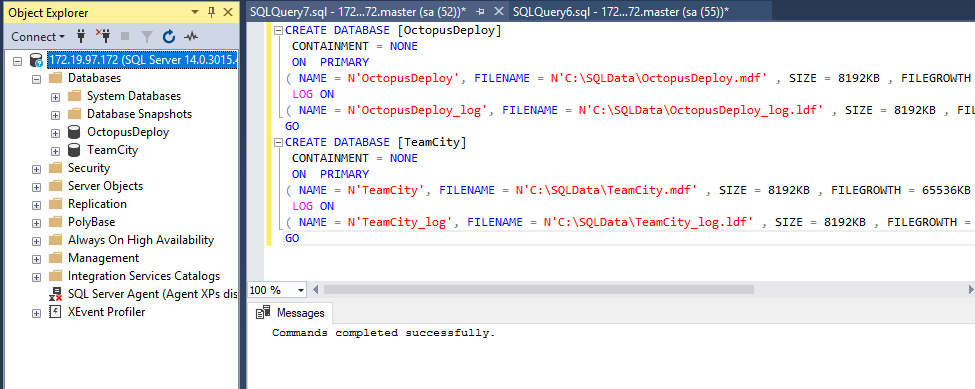 Object Explorer
Connect
172.19.97.172 (SQL Server 14.0.3015.4
Databases
System Databases
Database Snapshots
OctopusDeploy
TeamCity
Security
Server Objects
Replication
PolyBase
Always On High Availability
Management
Integration Services Catalogs
SQL Server Agent (Agent XPs dis
XEvent Profiler
SQLQuery7.sql - 172...72.master (sa (52))*
SQLQuery6.sql - 172...72.master (sa (55))*
CREATE DATABASE [OctopusDeploy]
CONTAINMENT = NONE
ON  PRIMARY
( NAME = N'OctopusDeploy', FILENAME = N'C:\SQLData\OctopusDeploy.mdf' , SIZE = 8192KB , FILEGROWTH
LOG ON
( NAME = N'OctopusDeploy_log', FILENAME = N'C:\SQLData\OctopusDeploy_log.ldf' , SIZE = 8192KB , FIL
GO
CREATE DATABASE [TeamCity]
CONTAINMENT = NONE
ON  PRIMARY
( NAME = N'TeamCity', FILENAME = N'C:\SQLData\TeamCity.mdf' , SIZE = 8192KB , FILEGROWTH = 65536KB
LOG ON
( NAME = N'TeamCity_log', FILENAME = N'C:\SQLData\TeamCity_log.ldf' , SIZE = 8192KB , FILEGROWTH =
GO
100 %
Messages
Commands completed successfully.